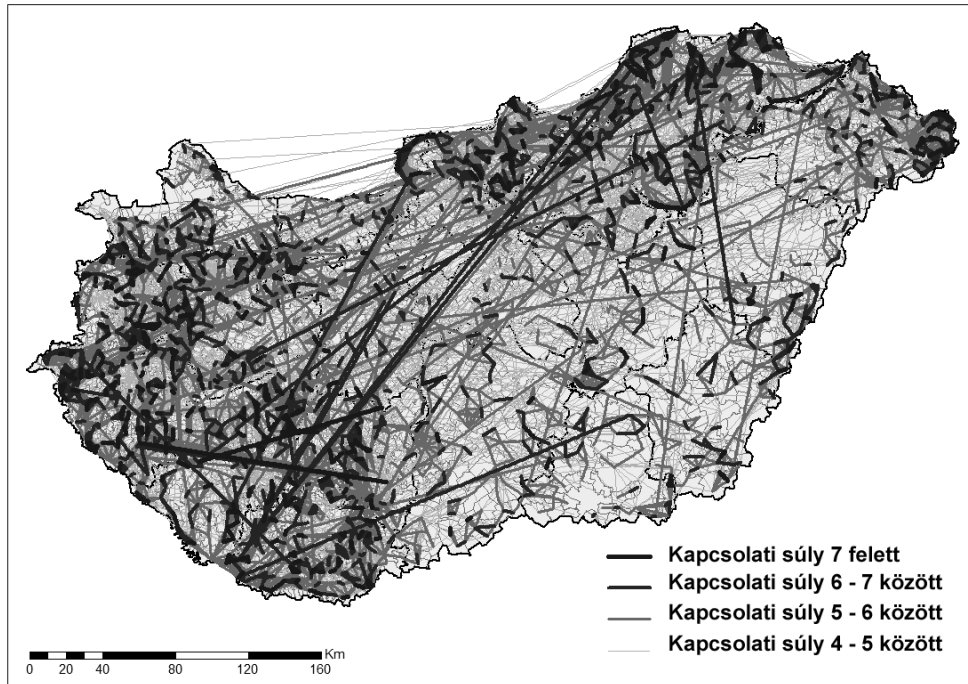 Kapcsolati súly 7 felett
Kapcsolati súly 6 - 7 között
Kapcsolati súly 5 - 6 között
Kapcsolati súly 4 - 5 között
Km
0 20 40 80 120 160